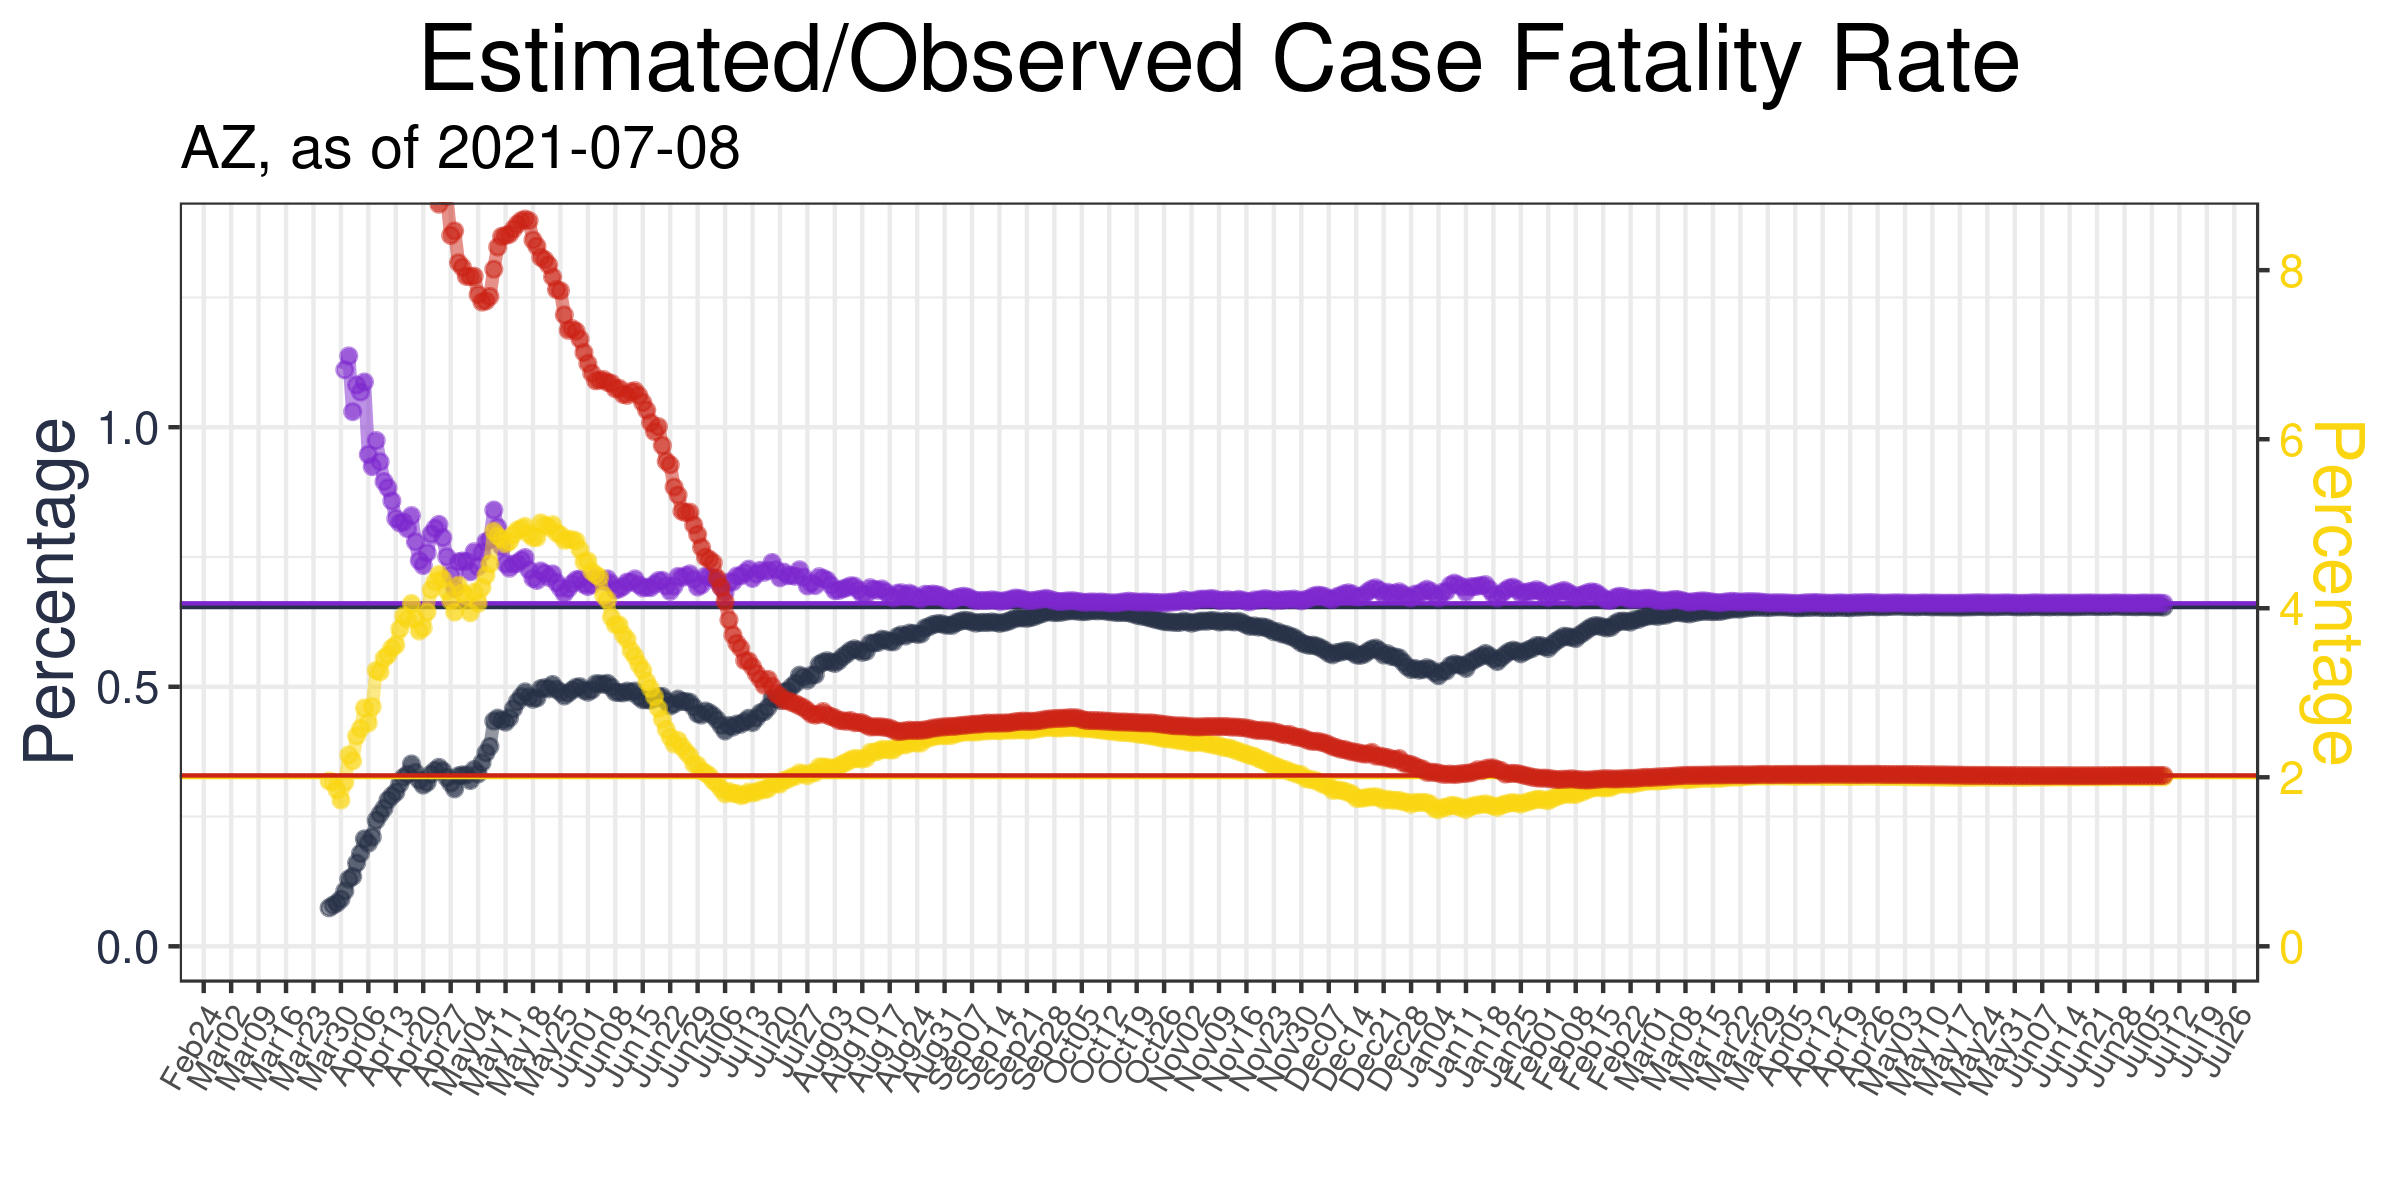 Estimated/Observed Case Fatality Rate
AZ, as of 2021-07-08
Percentage
1.0
0.5
0.0
8
6
4
2
0
Percentage
Feb24
Mar02
Mar09
Mar16
Mar23
Mar30
Apr06
Apr13
Apr20
Apr27
May04
May11
May18
May25
Jun01
Jun08
Jun15
Jun22
Jun29
Jul06
Jul13
Jul20
Jul27
Aug03
Aug10
Aug17
Aug24
Aug31
Sep07
Sep14
Sep21
Sep28
Oct05
Oct12
Oct19
Oct26
Nov02
Nov09
Nov16
Nov23
Nov30
Dec07
Dec14
Dec21
Dec28
Jan04
Jan11
Jan18
Jan25
Feb01
Feb08
Feb15
Feb22
Mar01
Mar08
Mar15
Mar22
Mar29
Apr05
Apr12
Apr19
Apr26
May03
May10
May17
May24
May31
Jun07
Jun14
Jun21
Jun28
Jul05
Jul12
Jul19
Jul26